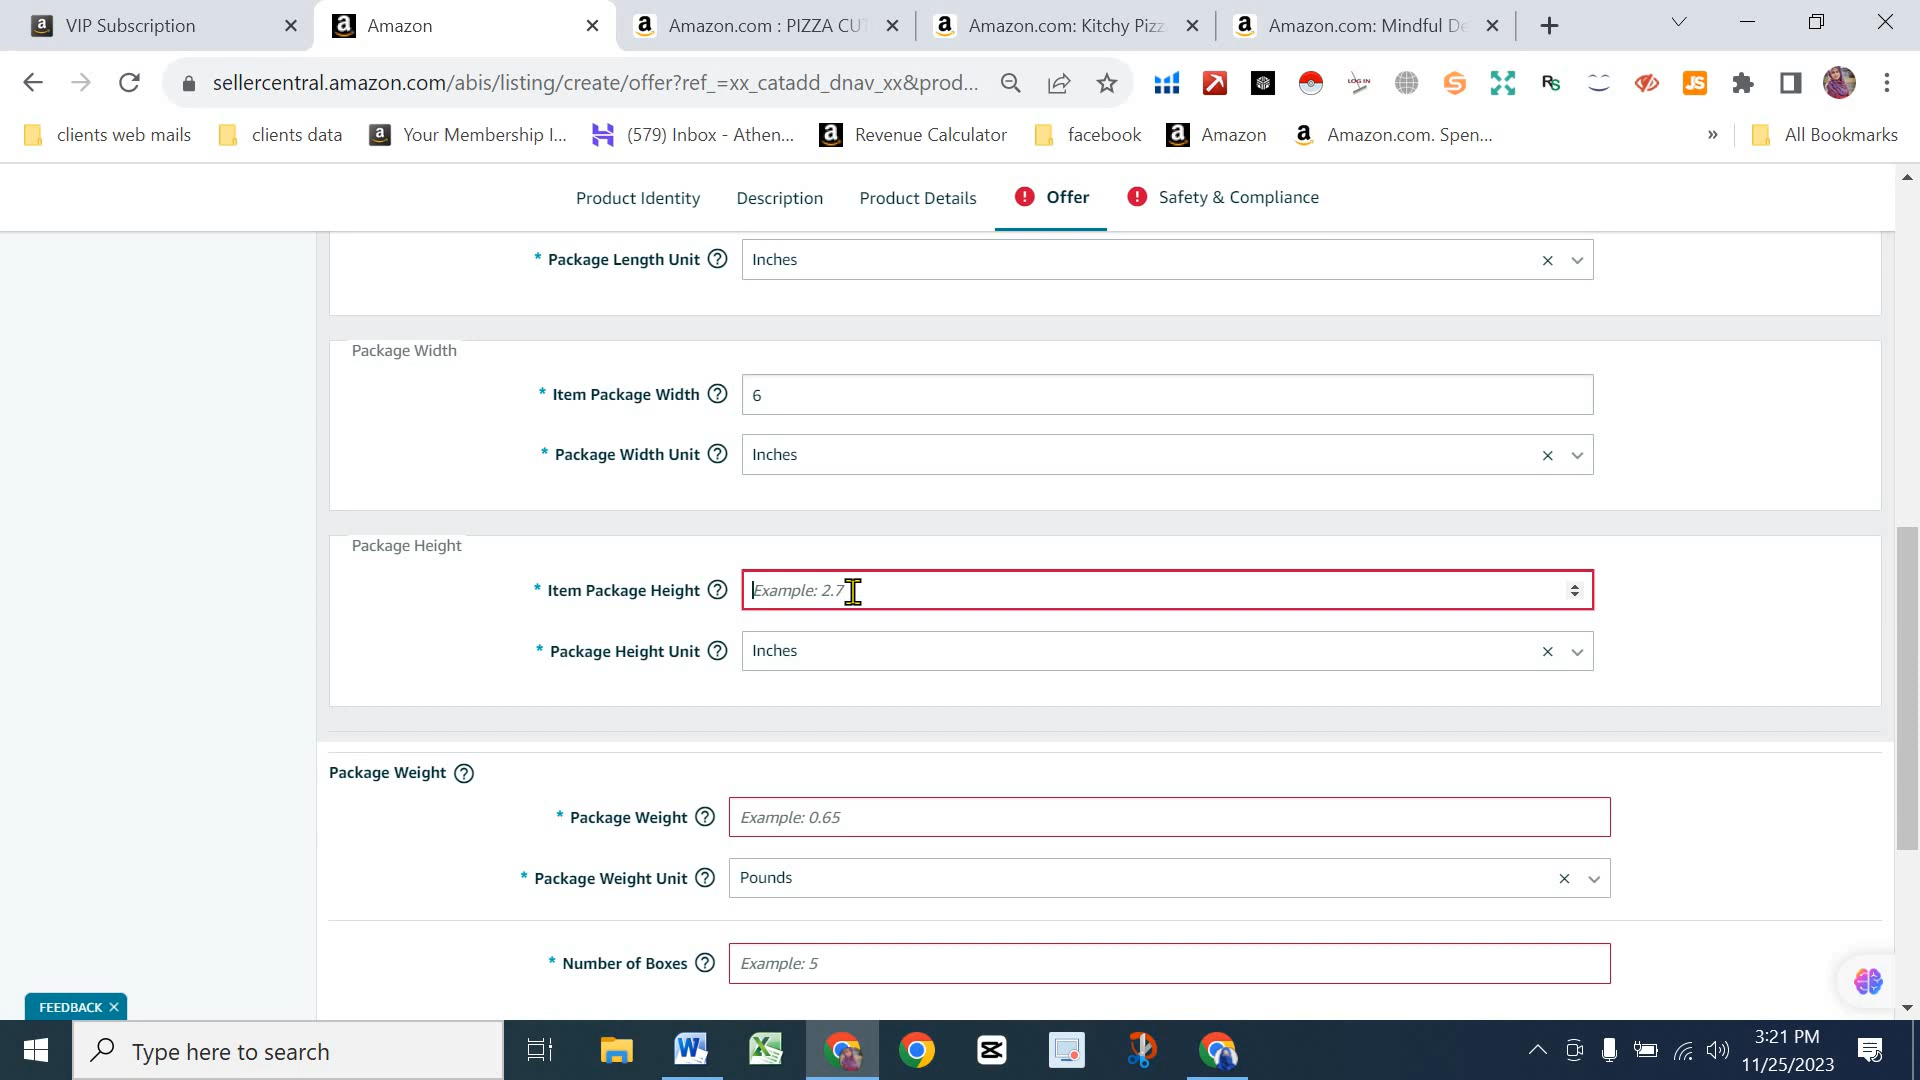 VIP Subscription
Amazon
Amazon.com : PIZZA CUT
Amazon.com: Kitchy Pizz
Amazon.com: Mindful De
sellercentral.amazon.com/abis/listing/create/offer?ref_=xx_catadd_dnav_xx&prod...
clients web mails
clients data
Your Membership I...
(579) Inbox - Athen...
Revenue Calculator
facebook
Amazon
Amazon.com. Spen...
»
All Bookmarks
Product Identity
Description
Product Details
Offer
Safety & Compliance
* Package Length Unit
Inches
Package Width
* Item Package Width
6
* Package Width Unit
Inches
Package Height
* Item Package Height
Example: 2.7
* Package Height Unit
Inches
Package Weight
* Package Weight
Example: 0.65
* Package Weight Unit
Pounds
* Number of Boxes
Example: 5
FEEDBACK
Type here to search
3:21 PM
11/25/2023